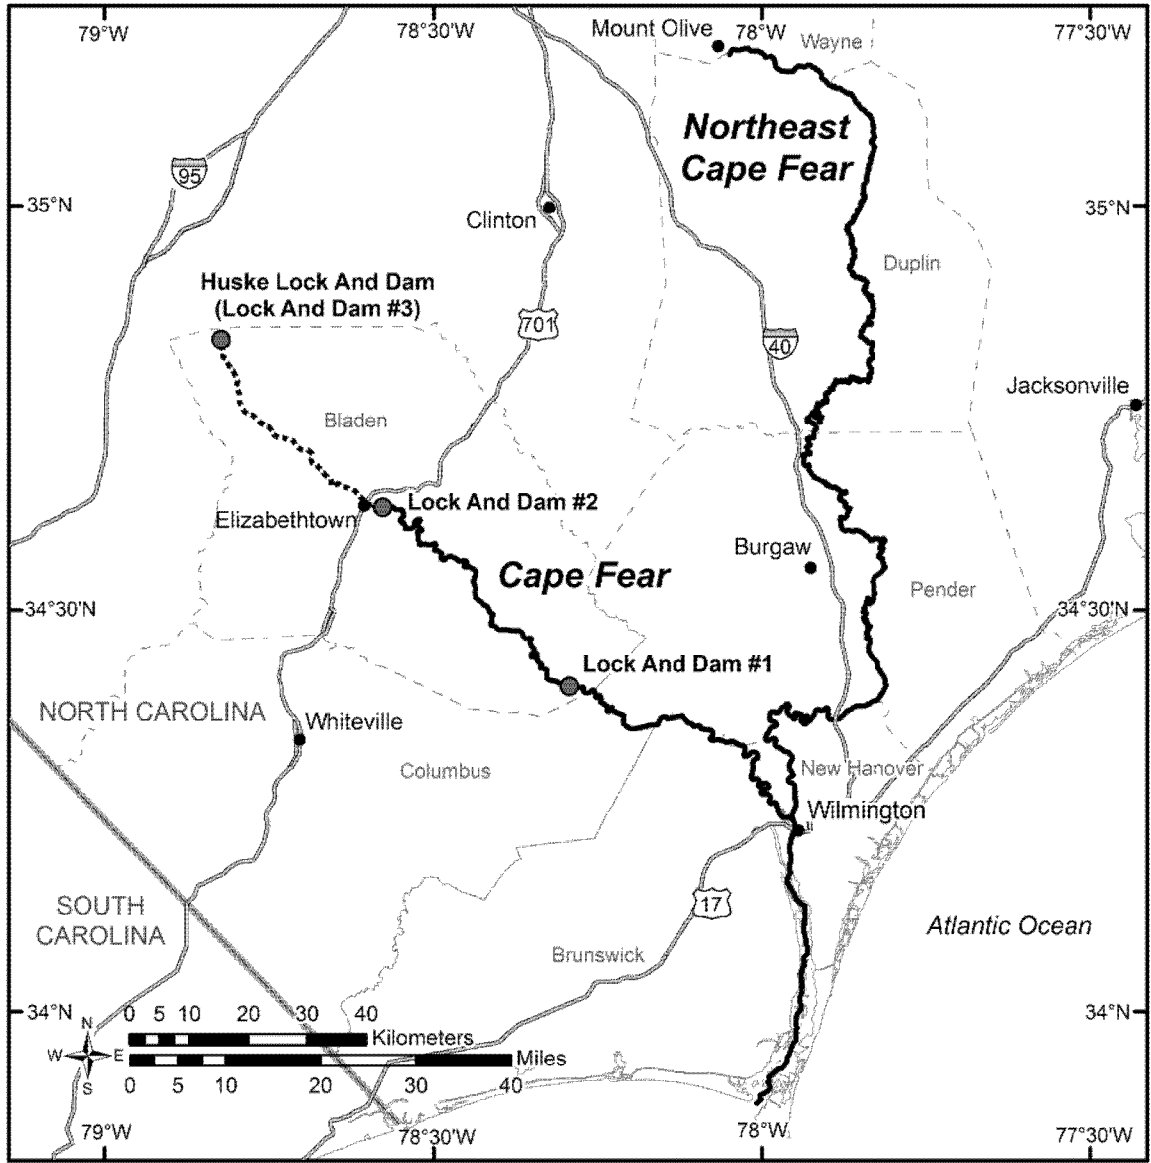 79°W
78°30'W
78°W
77°30'W
Mount Olive
Wayne
Northeast
Cape Fear
95
35°N
35°N
Clinton
Duplin
Huske Lock And Dam
(Lock And Dam #3)
701
40
Jacksonville
Bladen
Lock And Dam #2
Elizabethtown
Burgaw
Cape Fear
Pender
34°30'N
34°30'N
Lock And Dam #1
NORTH CAROLINA
Whiteville
Columbus
New Hanover
Wilmington
17
SOUTH
CAROLINA
Atlantic Ocean
Brunswick
34°N
34°N
0 5 10 20 30 40
Kilometers
N
W E
S
Miles
0 5 10 20 40
79°W
78°30'W
78°W
77°30'W